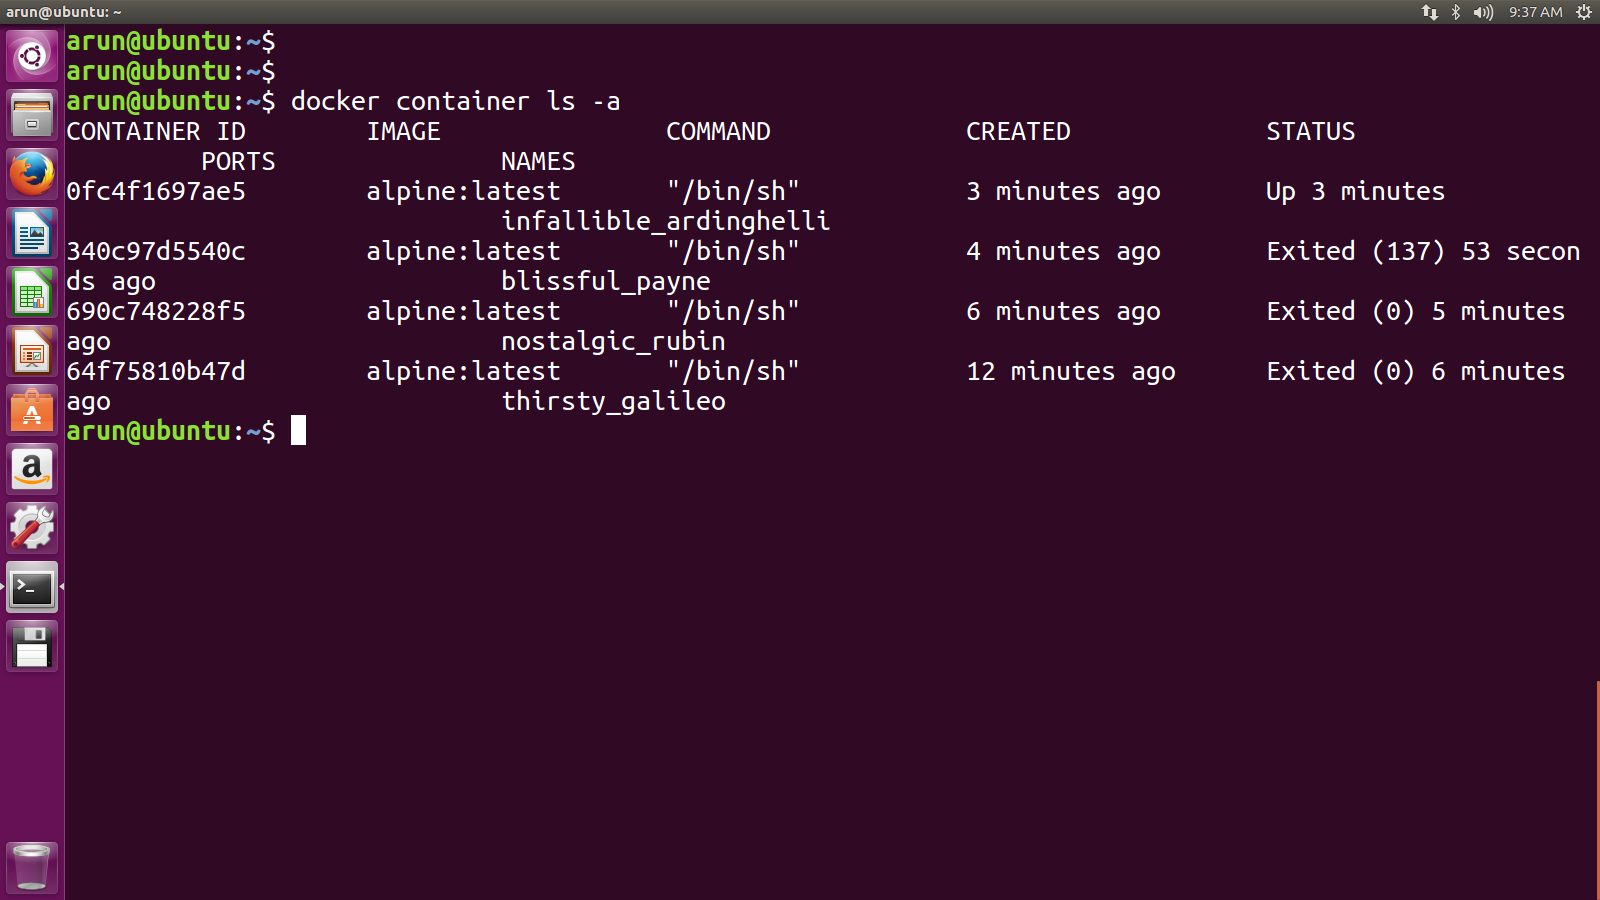 arun@ubuntu: ~ 9:37 AM
arun@ubuntu:~$
arun@ubuntu:~$
arun@ubuntu:~$ docker container ls -a
CONTAINER ID IMAGE COMMAND CREATED STATUS
PORTS NAMES
0fc4f1697ae5 alpine:latest "/bin/sh" 3 minutes ago Up 3 minutes
infallible_ardinghelli
340c97d5540c alpine:latest "/bin/sh" 4 minutes ago Exited (137) 53 secon
ds ago blissful_payne
690c748228f5 alpine:latest "/bin/sh" 6 minutes ago Exited (0) 5 minutes
ago nostalgic_rubin
64f75810b47d alpine:latest "/bin/sh" 12 minutes ago Exited (0) 6 minutes
ago thirsty_galileo
arun@ubuntu:~$